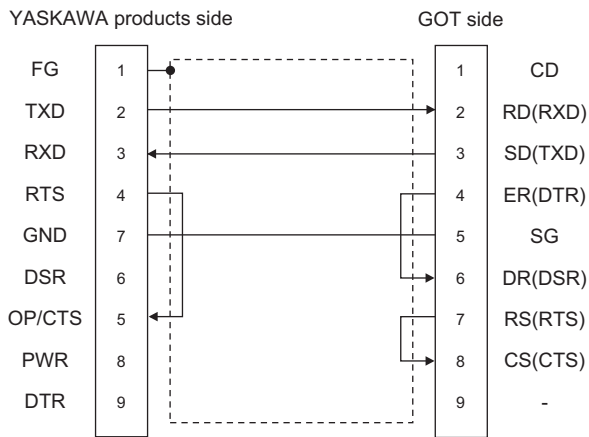 YASKAWA products side GOT side
FG 1 1 CD
TXD 2 2 RD(RXD)
RXD 3 3 SD(TXD)
RTS 4 4 ER(DTR)
GND 7 5 SG
DSR 6 6 DR(DSR)
OP/CTS 5 7 RS(RTS)
PWR 8 8 CS(CTS)
DTR 9 9 -